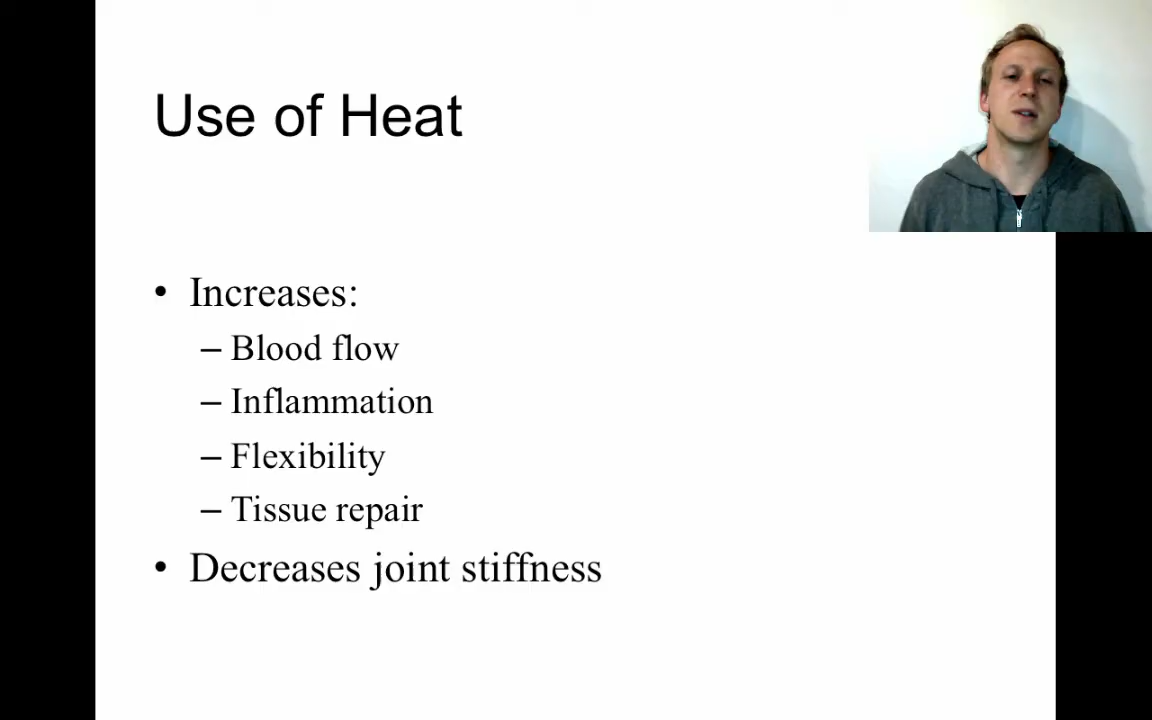 Use of Heat
• Increases:
– Blood flow
– Inflammation
– Flexibility
– Tissue repair
• Decreases joint stiffness